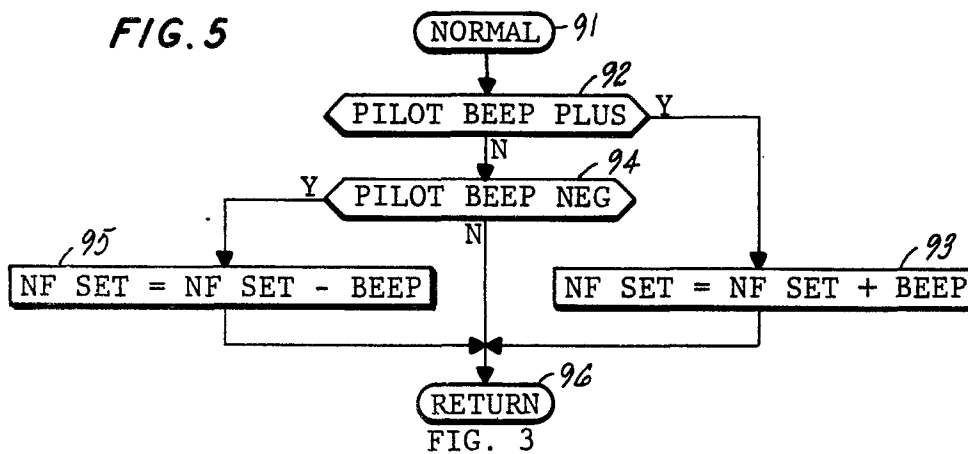 FIG. 5
NORMAL 91
92
PILOT BEEP PLUS Y
N
94
Y PILOT BEEP NEG
N
95
NF SET = NF SET - BEEP
93
NF SET = NF SET + BEEP
96
RETURN
FIG. 3